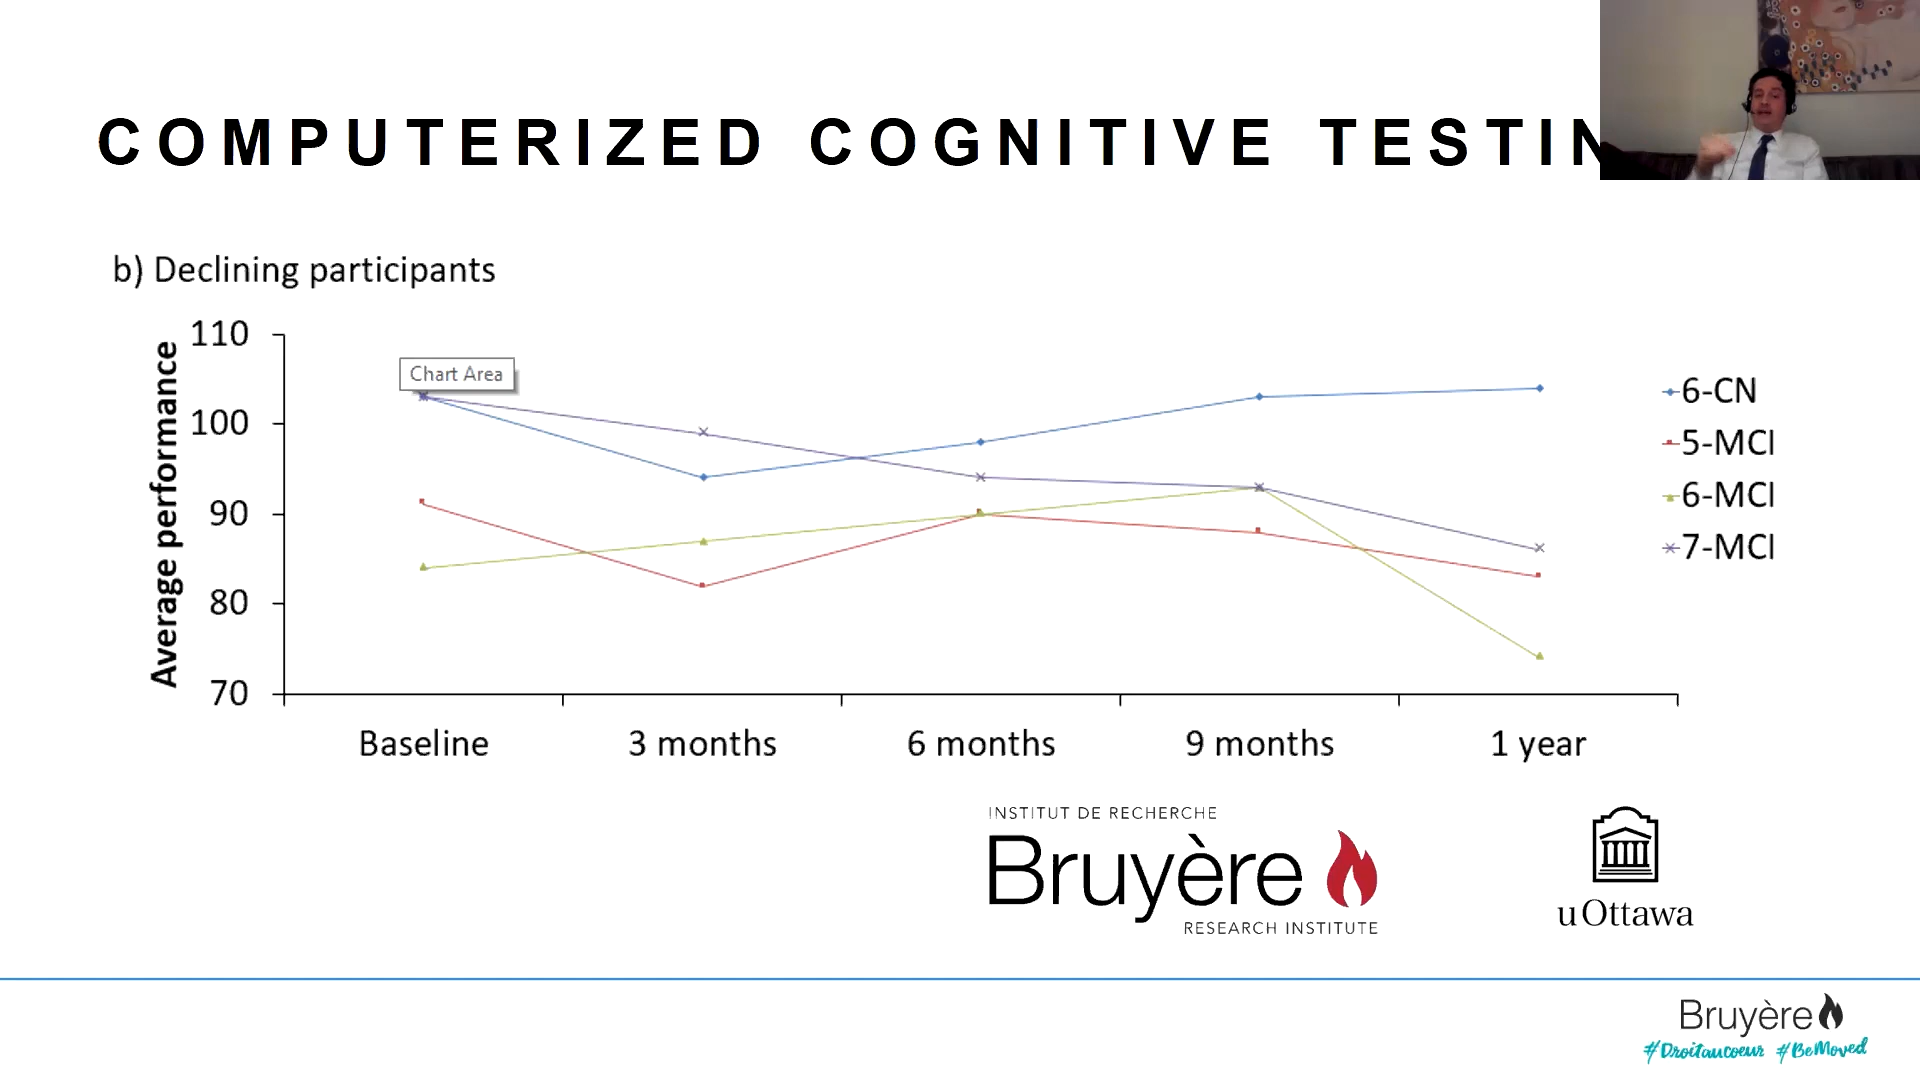 COMPUTERIZED COGNITIVE TESTIN
b) Declining participants
Average performance
110
100
90
80
70
Chart Area
6-CN
5-MCI
6-MCI
7-MCI
Baseline
3 months
6 months
9 months
1 year
INSTITUT DE RECHERCHE
Bruyère
RESEARCH INSTITUTE
uOttawa
Bruyère
#Droitaucoeur #BeMoved